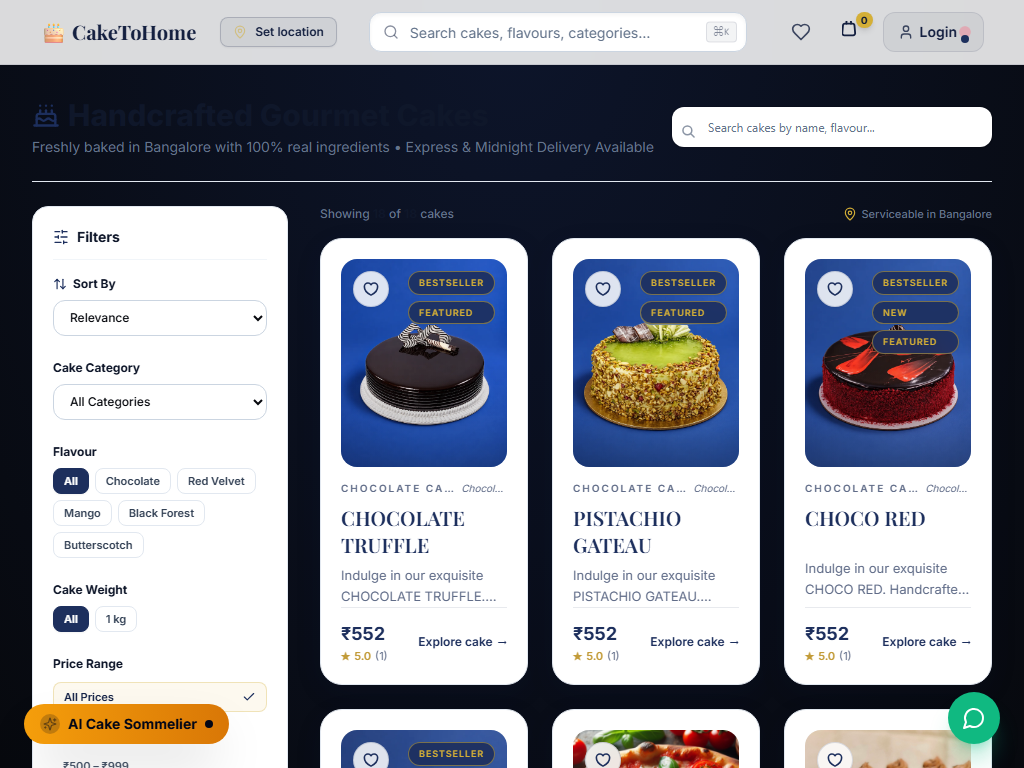 CakeToHome
Set location
Search cakes, flavours, categories...
⌘K
0
Login
Handcrafted Gourmet Cakes
Freshly baked in Bangalore with 100% real ingredients • Express & Midnight Delivery Available
Search cakes by name, flavour...
Filters
Sort By
Relevance
Cake Category
All Categories
Flavour
All
Chocolate
Red Velvet
Mango
Black Forest
Butterscotch
Cake Weight
All
1 kg
Price Range
All Prices
₹500 – ₹999
AI Cake Sommelier
Showing of cakes
Serviceable in Bangalore
BESTSELLER
FEATURED
CHOCOLATE CA... Chocol...
CHOCOLATE
TRUFFLE
Indulge in our exquisite
CHOCOLATE TRUFFLE....
₹552
★ 5.0 (1)
Explore cake →
BESTSELLER
FEATURED
CHOCOLATE CA... Chocol...
PISTACHIO
GATEAU
Indulge in our exquisite
PISTACHIO GATEAU....
₹552
★ 5.0 (1)
Explore cake →
BESTSELLER
NEW
FEATURED
CHOCOLATE CA... Chocol...
CHOCO RED
Indulge in our exquisite
CHOCO RED. Handcrafte...
₹552
★ 5.0 (1)
Explore cake →
BESTSELLER